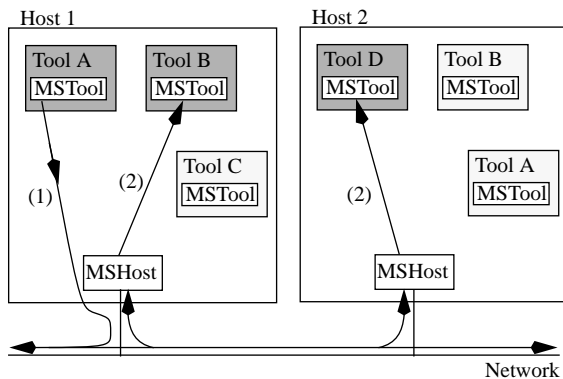 Host 1
Tool A
MSTool
Tool B
MSTool
Tool C
MSTool
(1)
(2)
MSHost
Host 2
Tool D
MSTool
Tool B
MSTool
Tool A
MSTool
(2)
MSHost
Network